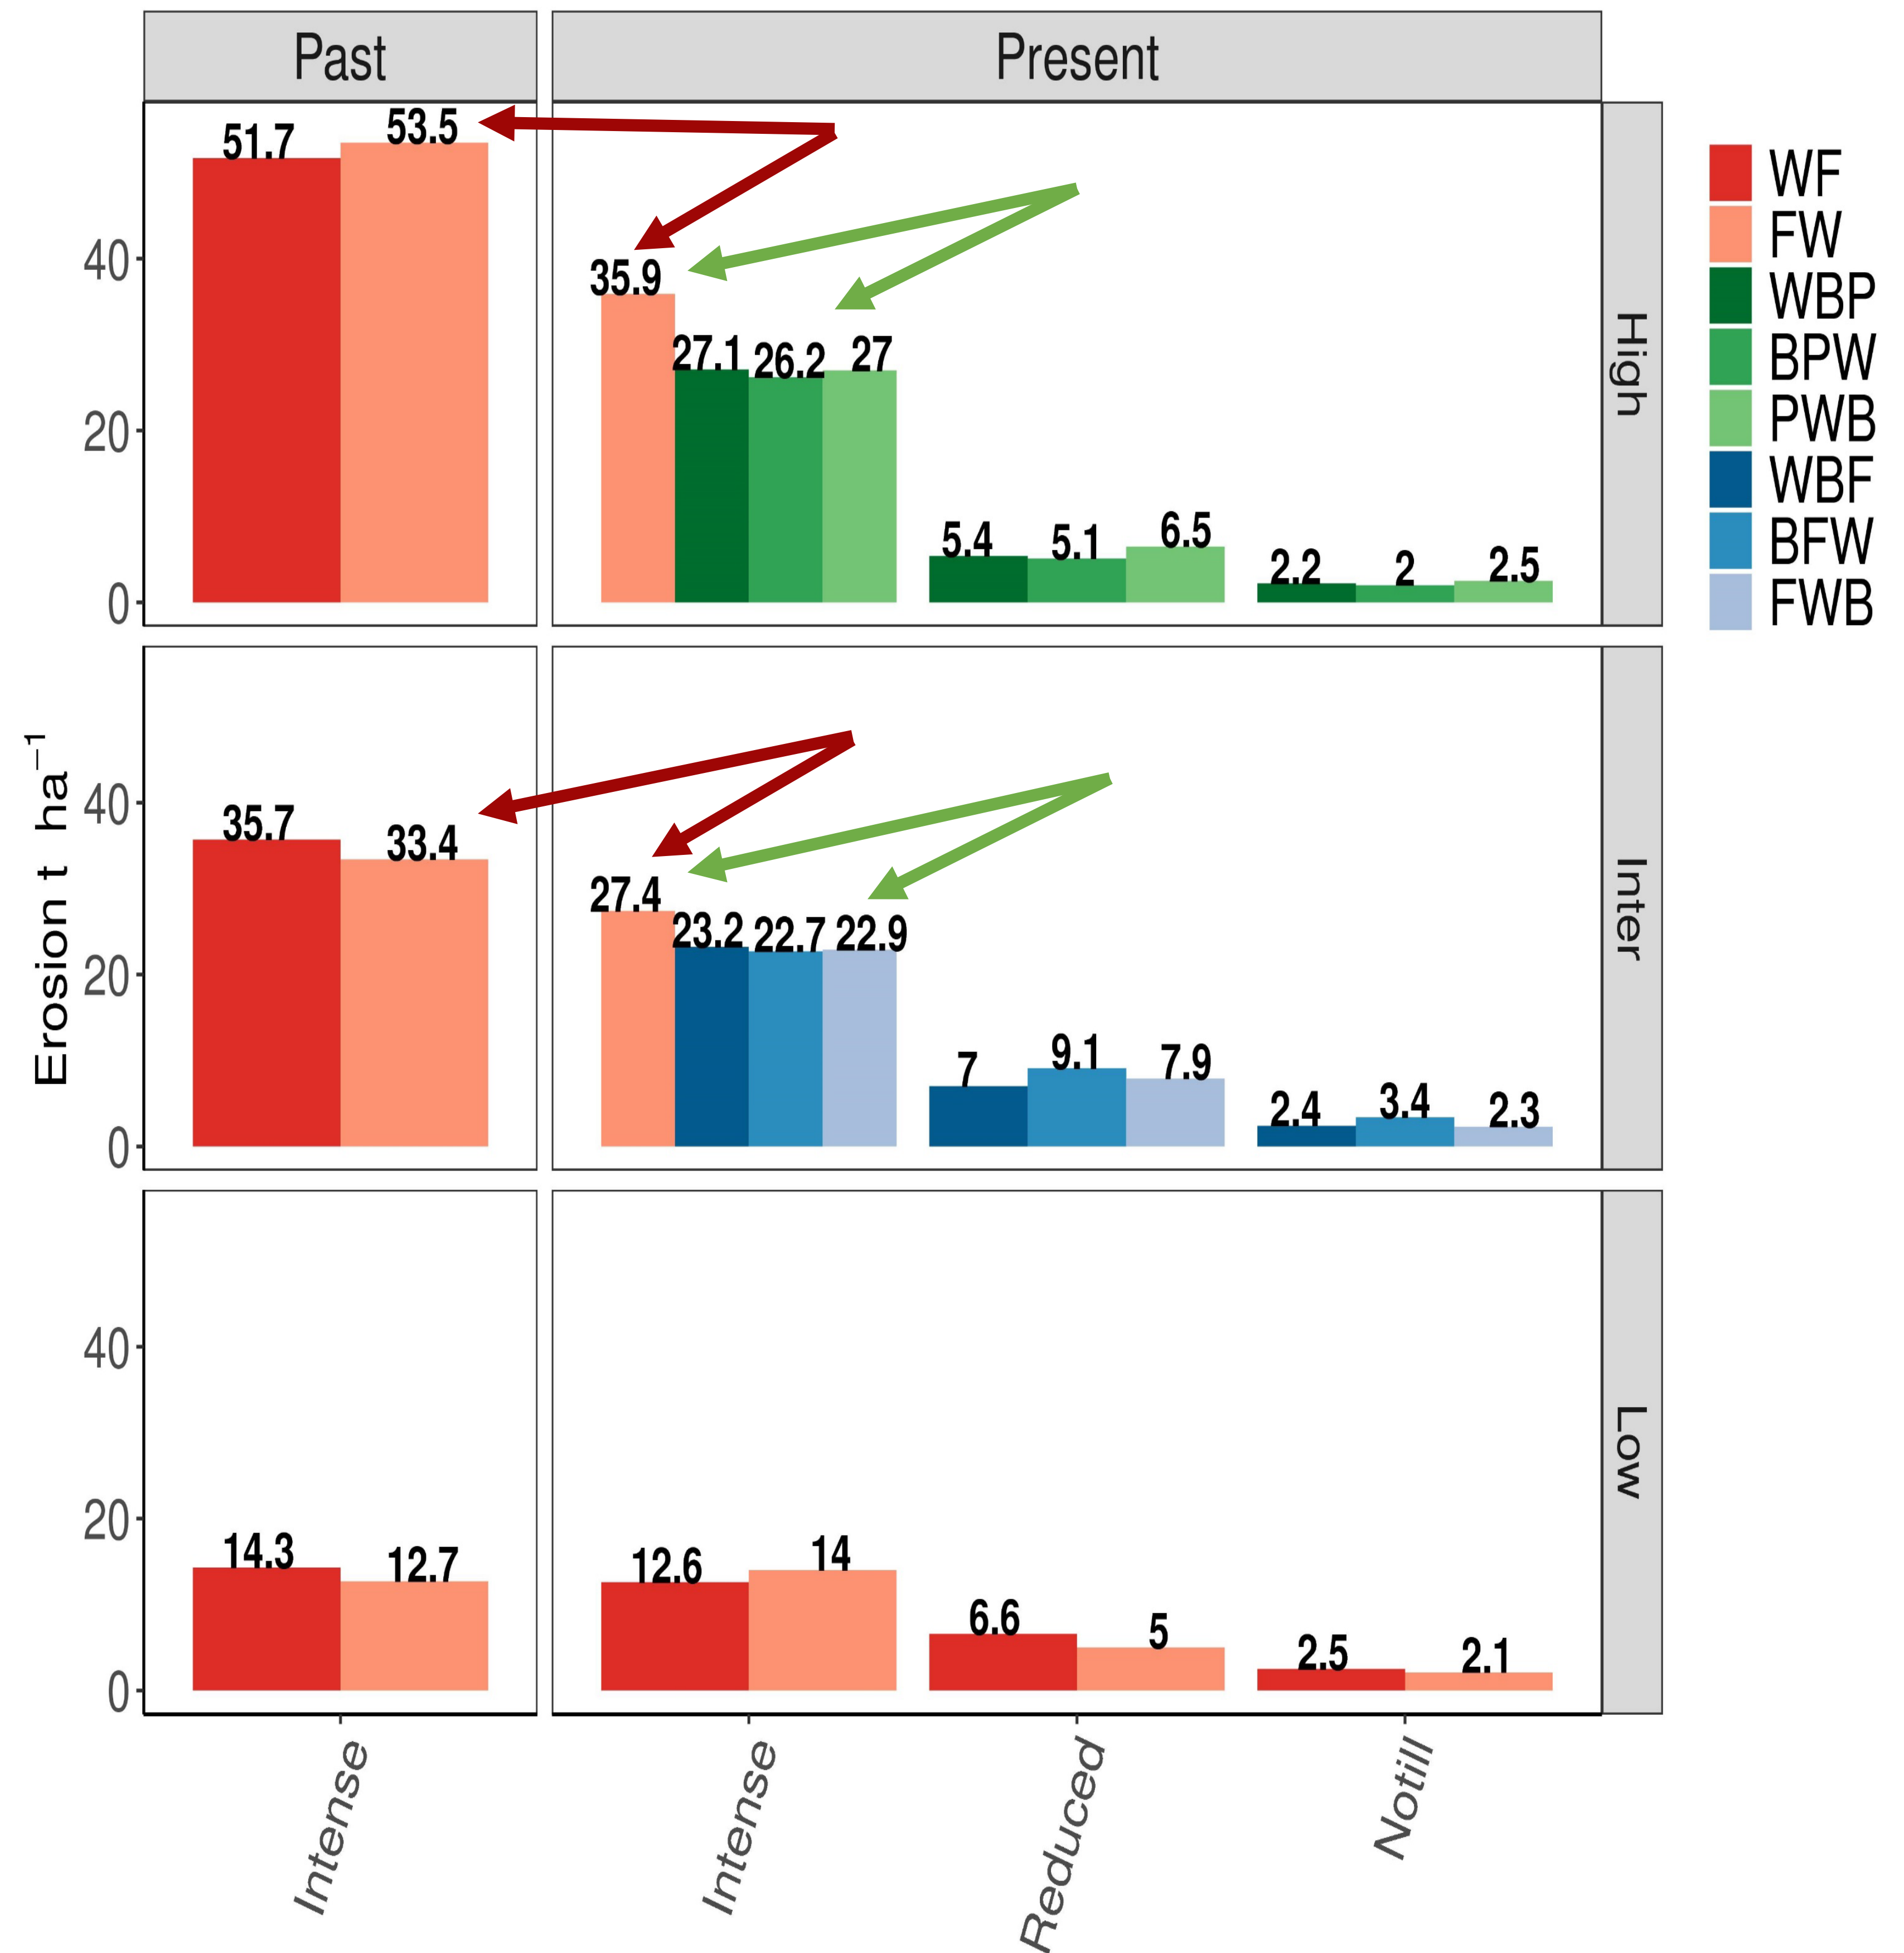 Past
Present
51.7
53.5
35.9
27.1
26.2
27
5.4
5.1
6.5
2.2
2
2.5
40
20
0
High
WF
FW
WBP
BPW
PWB
WBF
BFW
FWB
Erosion t ha⁻¹
35.7
33.4
27.4
23.2
22.7
22.9
7
9.1
7.9
2.4
3.4
2.3
40
20
0
Inter
14.3
12.7
12.6
14
6.6
5
2.5
2.1
40
20
0
Low
Intense
Intense
Reduced
Notill